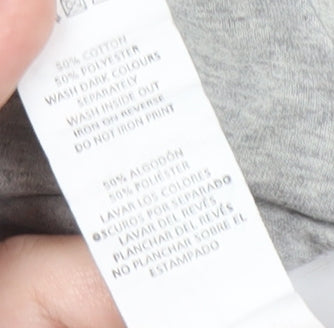 50% COTTON
50% POLYESTER
WASH DARK COLOURS
SEPARATELY
WASH INSIDE OUT
IRON ON REVERSE
DO NOT IRON PRINT
50% ALGODÓN
50% POLIÉSTER
LAVAR LOS COLORES
OSCUROS POR SEPARADO
LAVAR DEL REVÉS
PLANCHAR DEL REVÉS
NO PLANCHAR SOBRE EL
ESTAMPADO